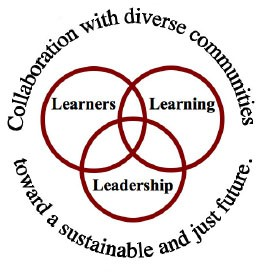 Collaboration with diverse communities
Learners
Learning
Leadership
toward a sustainable and just future.